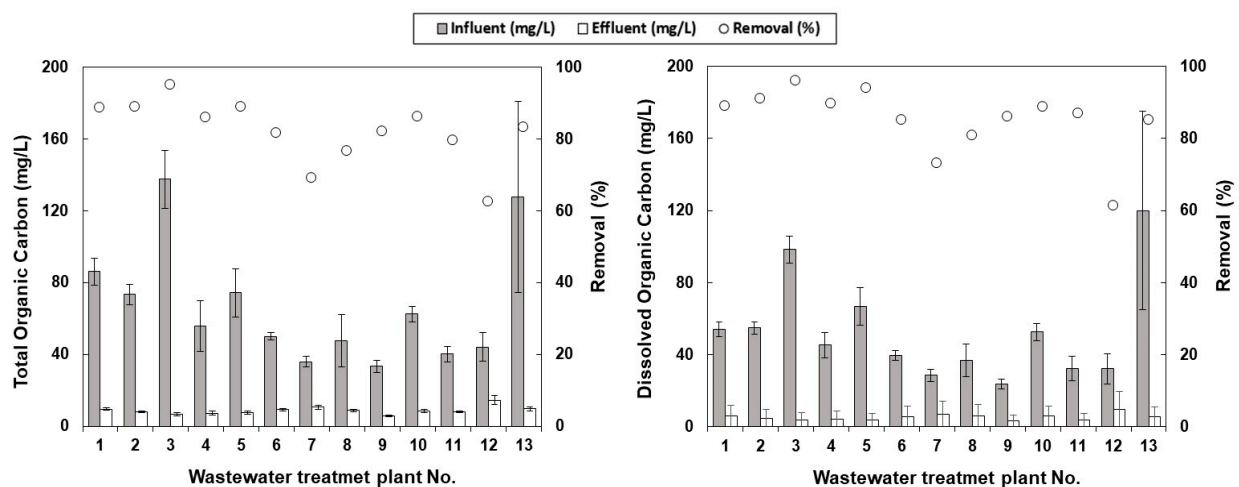 Influent (mg/L) Effluent (mg/L) Removal (%)
Total Organic Carbon (mg/L)
200
160
120
80
40
0
100
80
60
40
20
0
Removal (%)
1 2 3 4 5 6 7 8 9 10 11 12 13
Wastewater treatmet plant No.
Dissolved Organic Carbon (mg/L)
200
160
120
80
40
0
100
80
60
40
20
0
Removal (%)
1 2 3 4 5 6 7 8 9 10 11 12 13
Wastewater treatmet plant No.